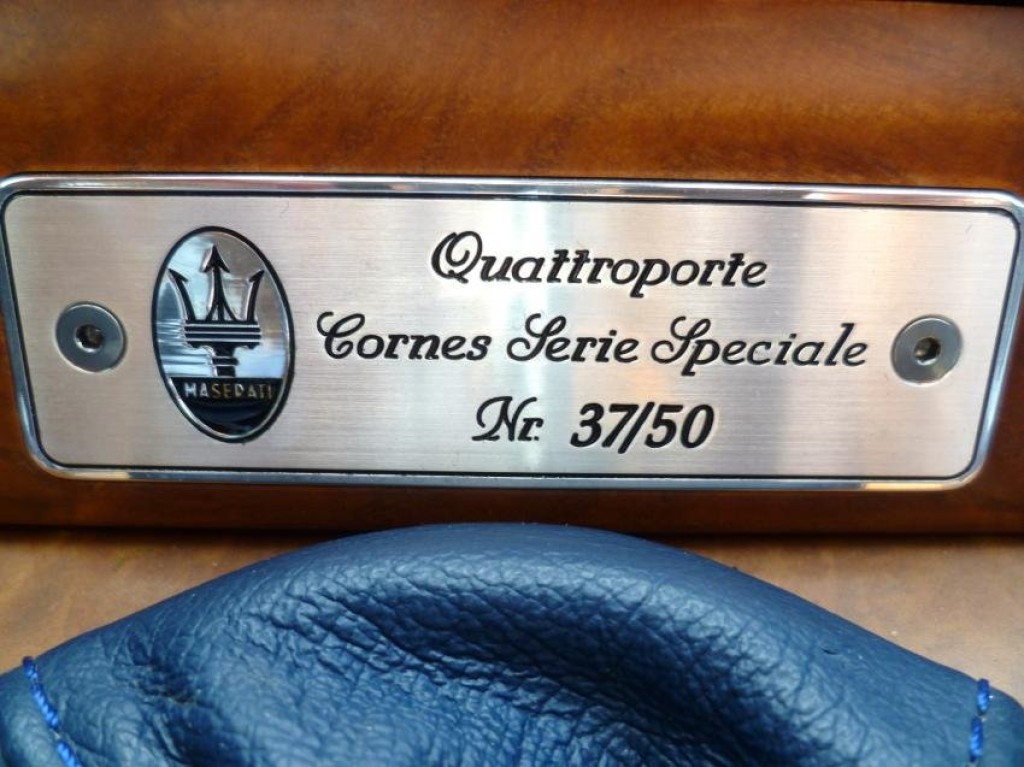 MASERATI
Quattroporte
Cornes Serie Speciale
Nr. 37/50